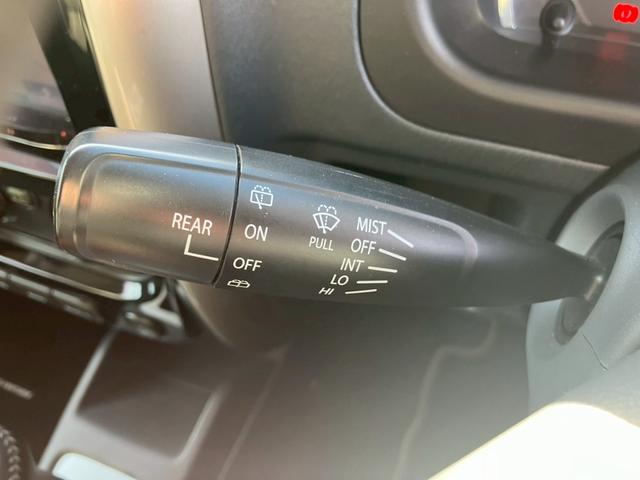 REAR
ON
OFF
PULL
MIST
OFF
INT
LO
HI